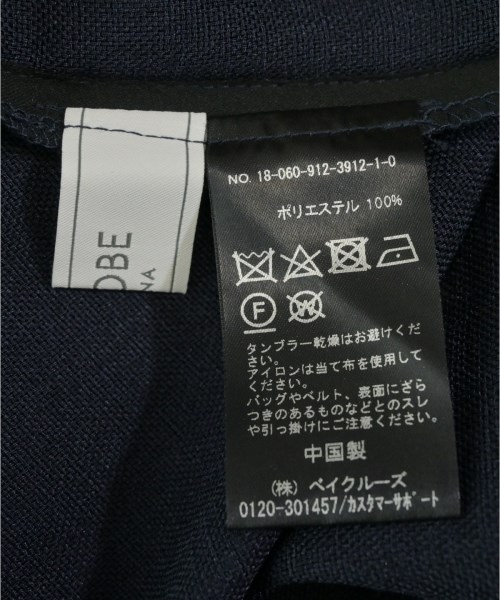 OBE
NA
NO. 18-060-912-3912-1-0
ポリエステル 100%
F
W
タンブラー乾燥はお避けくだ
さい。
アイロンは当て布を使用して
ください。
バッグやベルト、表面にざら
つきのあるものなどとのスレ
や引っ掛けにご注意ください。
中国製
(株) ベイクルーズ
0120-301457/カスタマーサポート